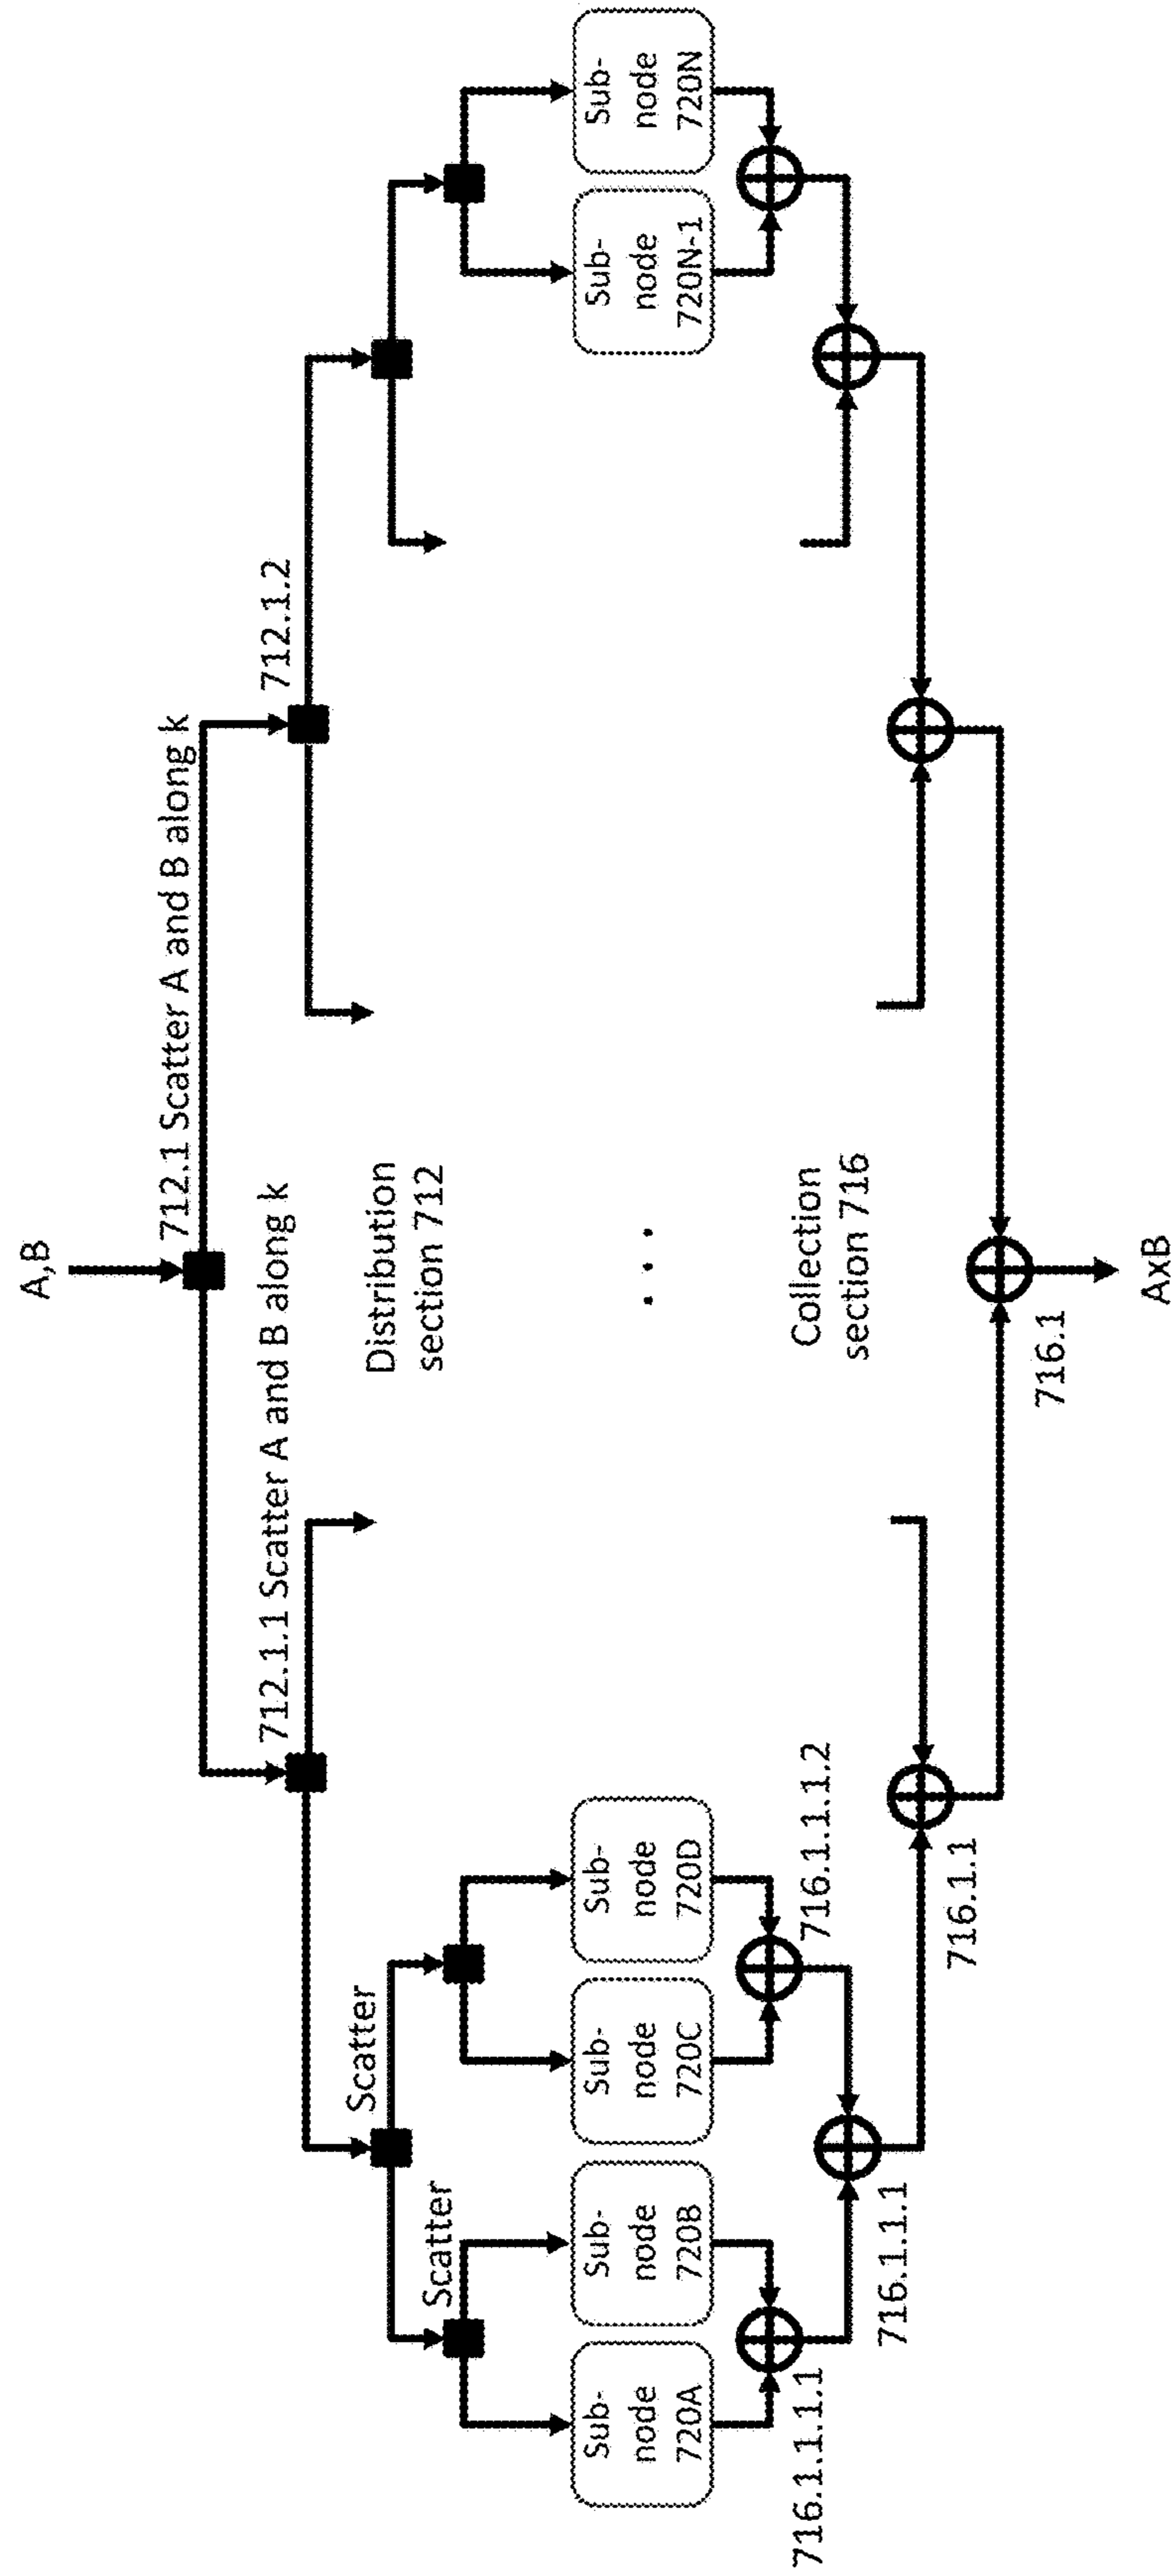 A,B
712.1 Scatter A and B along k
712.1.1 Scatter A and B along k
712.1.2
Scatter
Scatter
Distribution
section 712
Sub-
node
720A
Sub-
node
720B
Sub-
node
720C
Sub-
node
720D
...
Sub-
node
720N-1
Sub-
node
720N
Collection
section 716
716.1.1.1.1
716.1.1.1.2
716.1.1.1
716.1.1
716.1
AxB